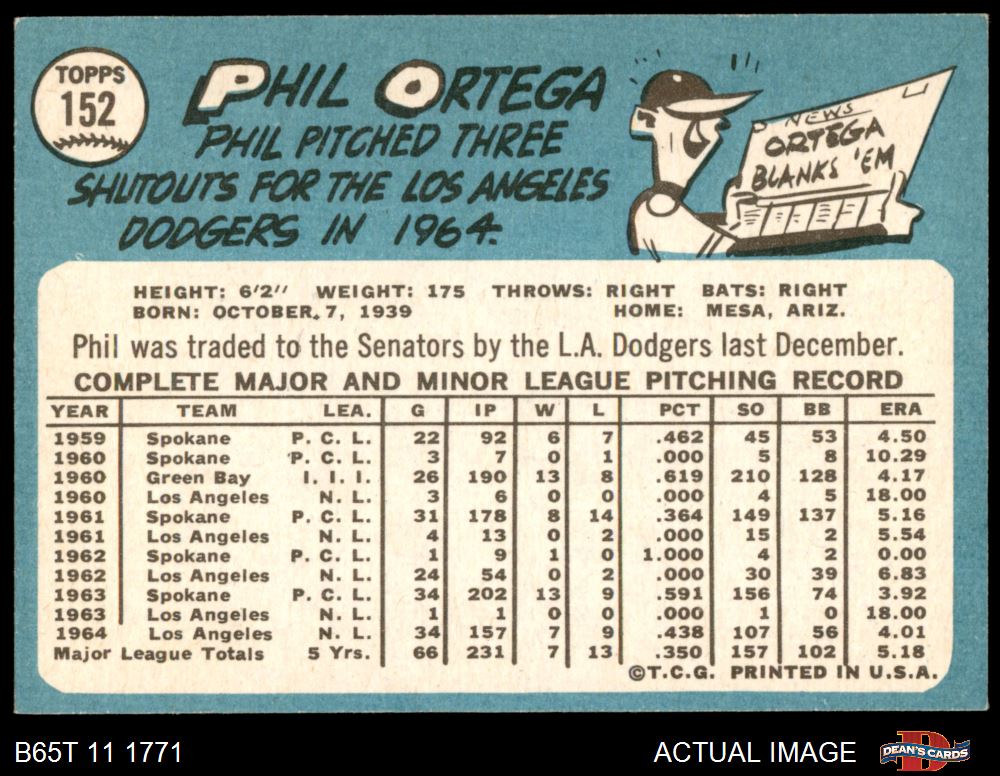 TOPPS
152
PHIL ORTEGA
PHIL PITCHED THREE
SHUTOUTS FOR THE LOS ANGELES
DODGERS IN 1964.
NEWS
ORTEGA
BLANKS 'EM
HEIGHT: 6'2" WEIGHT: 175 THROWS: RIGHT BATS: RIGHT
BORN: OCTOBER 7, 1939 HOME: MESA, ARIZ.
Phil was traded to the Senators by the L.A. Dodgers last December.
COMPLETE MAJOR AND MINOR LEAGUE PITCHING RECORD
YEAR TEAM LEA. G IP W L PCT SO BB ERA
1959 Spokane P. C. L. 22 92 6 7 .462 45 53 4.50
1960 Spokane P. C. L. 3 7 0 1 .000 5 8 10.29
1960 Green Bay I. I. I. 26 190 13 8 .619 210 128 4.17
1960 Los Angeles N. L. 3 6 0 0 .000 4 5 18.00
1961 Spokane P. C. L. 31 178 8 14 .364 149 137 5.16
1961 Los Angeles N. L. 4 13 0 2 .000 15 2 5.54
1962 Spokane P. C. L. 1 9 1 0 1.000 4 2 0.00
1962 Los Angeles N. L. 24 54 0 2 .000 30 39 6.83
1963 Spokane P. C. L. 34 202 13 9 .591 156 74 3.92
1963 Los Angeles N. L. 1 1 0 0 .000 1 0 18.00
1964 Los Angeles N. L. 34 157 7 9 .438 107 56 4.01
Major League Totals 5 Yrs. 66 231 7 13 .350 157 102 5.18
©T.C.G. PRINTED IN U.S.A.
B65T 11 1771
ACTUAL IMAGE
D
DEAN'S CARDS